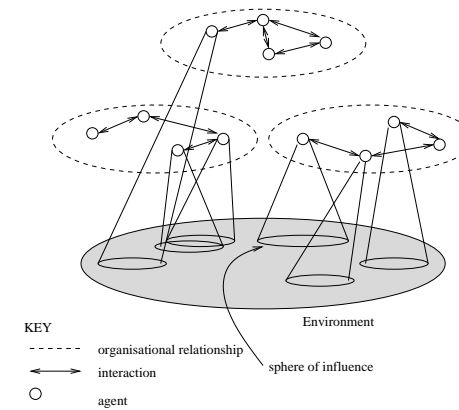 Environment
KEY
organisational relationship
sphere of influence
interaction
agent